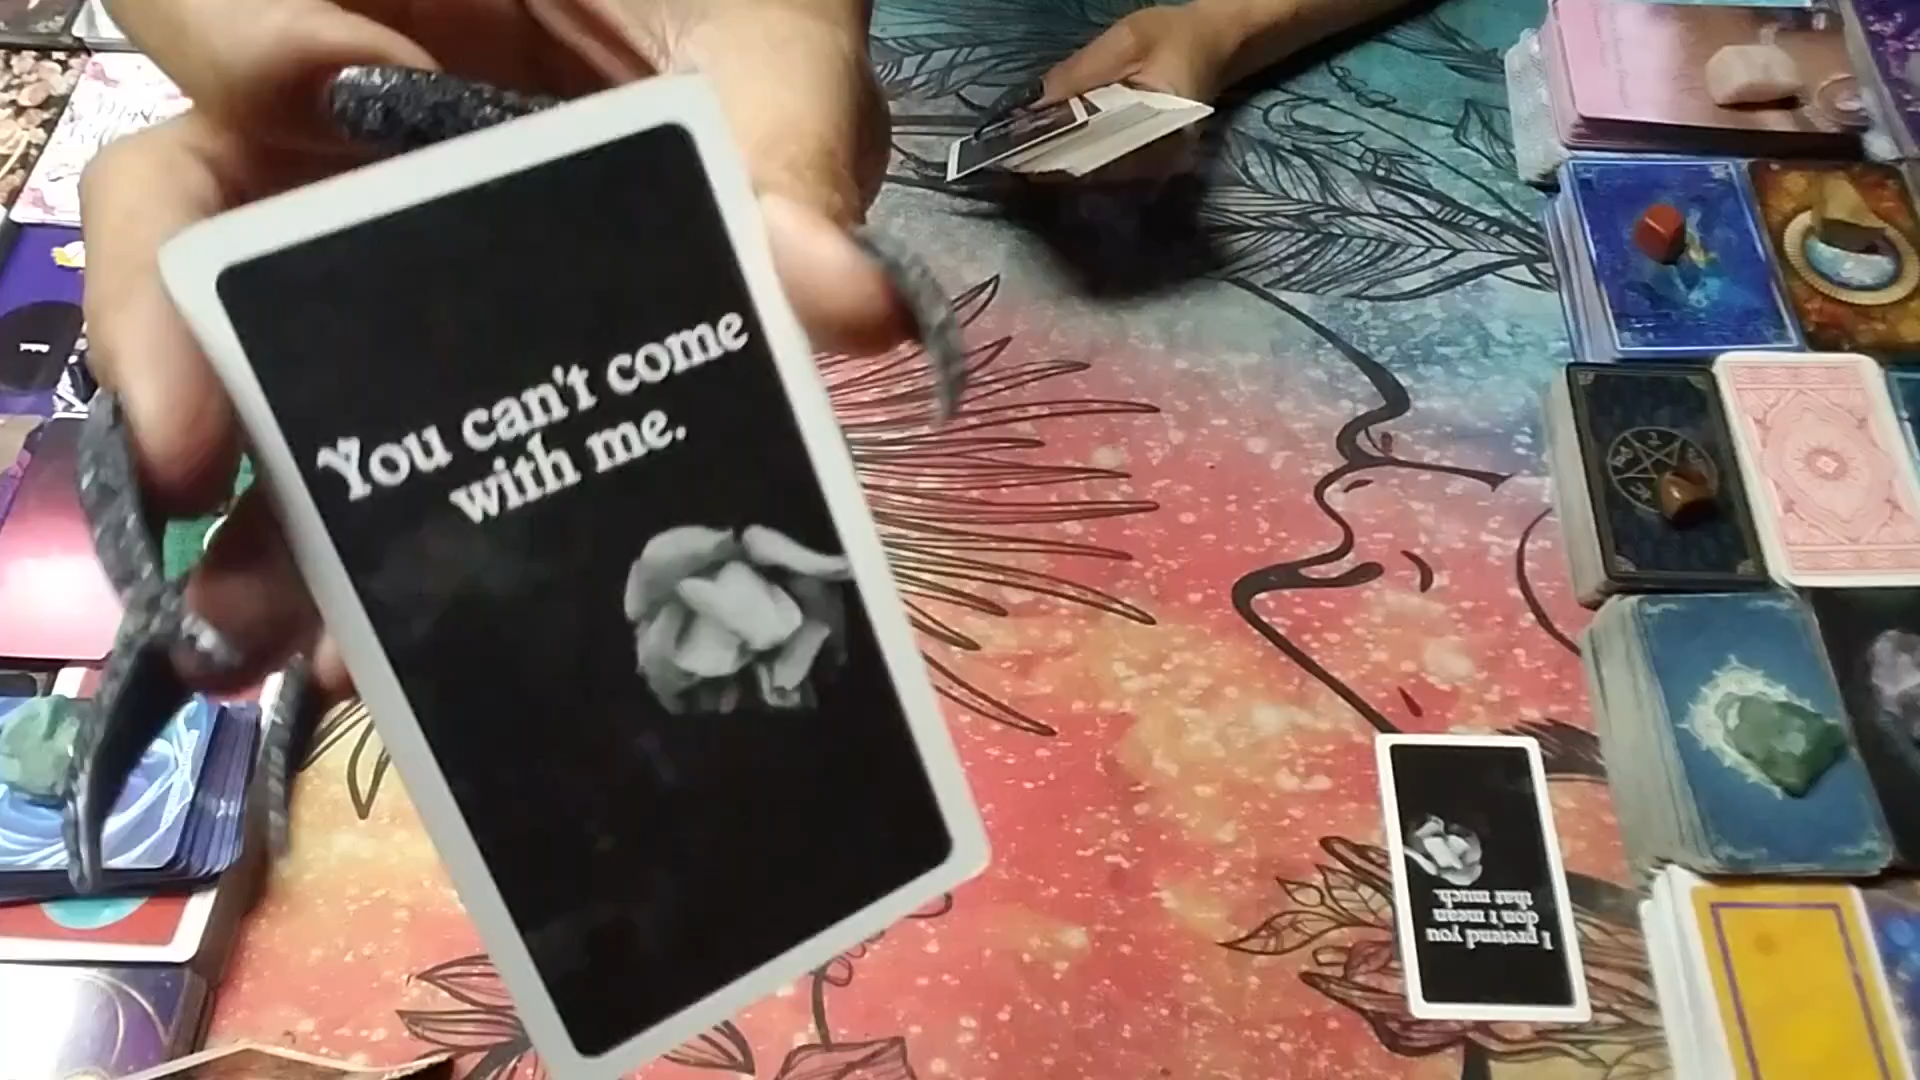 You can't come
with me.
I pretend you
don't mean
that much.